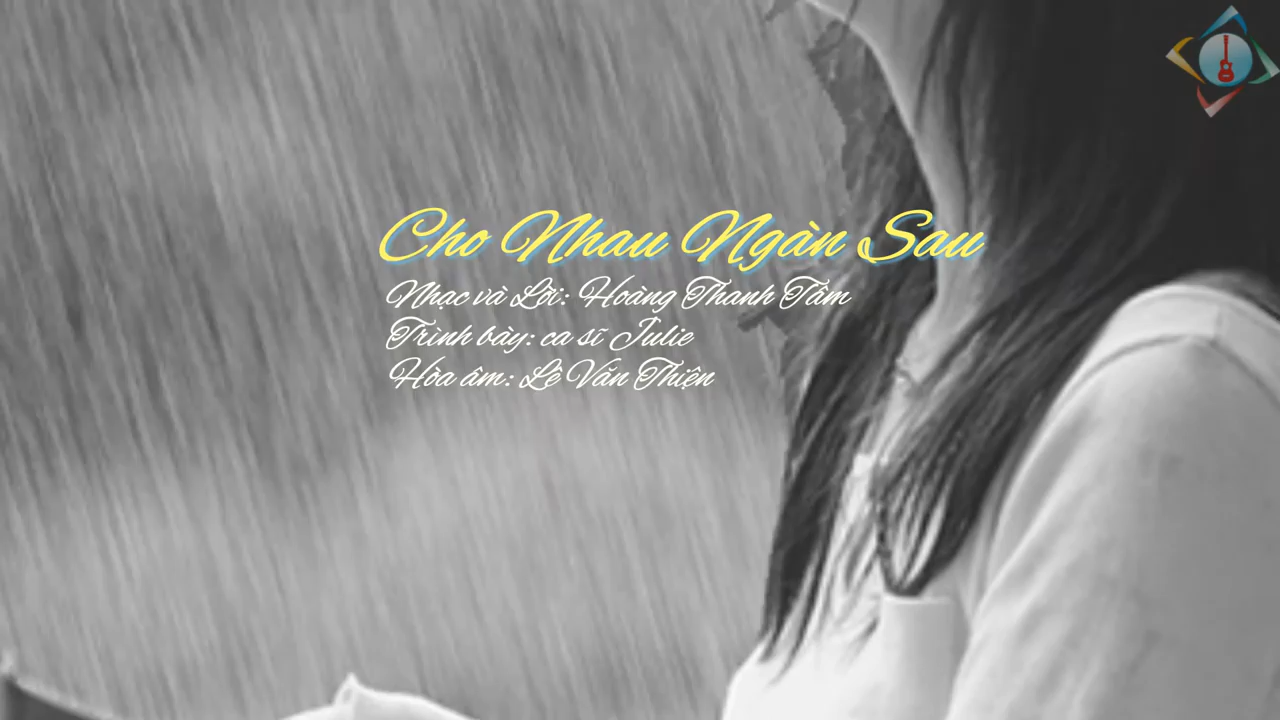 Cho Nhau Ngàn Sau
Nhạc và Lời: Hoàng Thanh Tâm
Trình bày: ca sĩ Julie
Hòa âm: Lê Văn Thiện